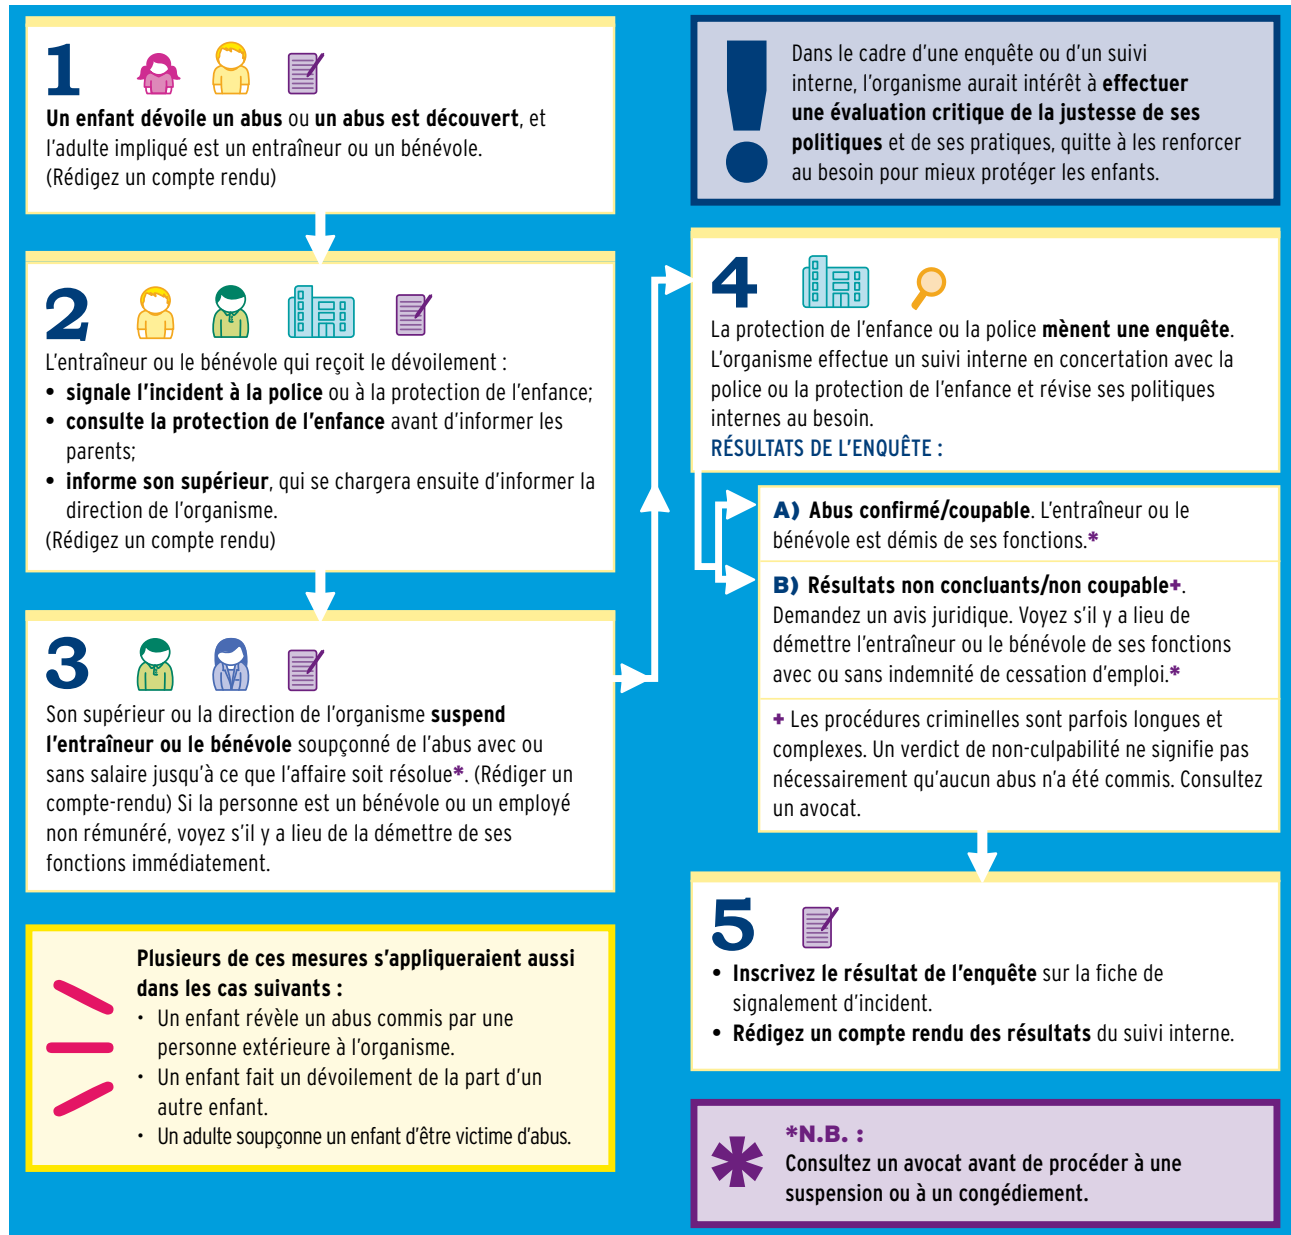 1
Un enfant dévoile un abus ou un abus est découvert, et
l'adulte impliqué est un entraîneur ou un bénévole.
(Rédigez un compte rendu)
2
L'entraîneur ou le bénévole qui reçoit le dévoilement :
• signale l'incident à la police ou à la protection de l'enfance;
• consulte la protection de l'enfance avant d'informer les
parents;
• informe son supérieur, qui se chargera ensuite d'informer la
direction de l'organisme.
(Rédigez un compte rendu)
3
Son supérieur ou la direction de l'organisme suspend
l'entraîneur ou le bénévole soupçonné de l'abus avec ou
sans salaire jusqu'à ce que l'affaire soit résolue*. (Rédiger un
compte-rendu) Si la personne est un bénévole ou un employé
non rémunéré, voyez s'il y a lieu de la démettre de ses
fonctions immédiatement.
Plusieurs de ces mesures s'appliqueraient aussi
dans les cas suivants :
· Un enfant révèle un abus commis par une
personne extérieure à l'organisme.
· Un enfant fait un dévoilement de la part d'un
autre enfant.
· Un adulte soupçonne un enfant d'être victime d'abus.
!
Dans le cadre d'une enquête ou d'un suivi
interne, l'organisme aurait intérêt à effectuer
une évaluation critique de la justesse de ses
politiques et de ses pratiques, quitte à les renforcer
au besoin pour mieux protéger les enfants.
4
La protection de l'enfance ou la police mènent une enquête.
L'organisme effectue un suivi interne en concertation avec la
police ou la protection de l'enfance et révise ses politiques
internes au besoin.
RÉSULTATS DE L'ENQUÊTE :
A) Abus confirmé/coupable. L'entraîneur ou le
bénévole est démis de ses fonctions.*
B) Résultats non concluants/non coupable+.
Demandez un avis juridique. Voyez s'il y a lieu de
démettre l'entraîneur ou le bénévole de ses fonctions
avec ou sans indemnité de cessation d'emploi.*
+ Les procédures criminelles sont parfois longues et
complexes. Un verdict de non-culpabilité ne signifie pas
nécessairement qu'aucun abus n'a été commis. Consultez
un avocat.
5
• Inscrivez le résultat de l'enquête sur la fiche de
signalement d'incident.
• Rédigez un compte rendu des résultats du suivi interne.
*
*N.B. :
Consultez un avocat avant de procéder à une
suspension ou à un congédiement.